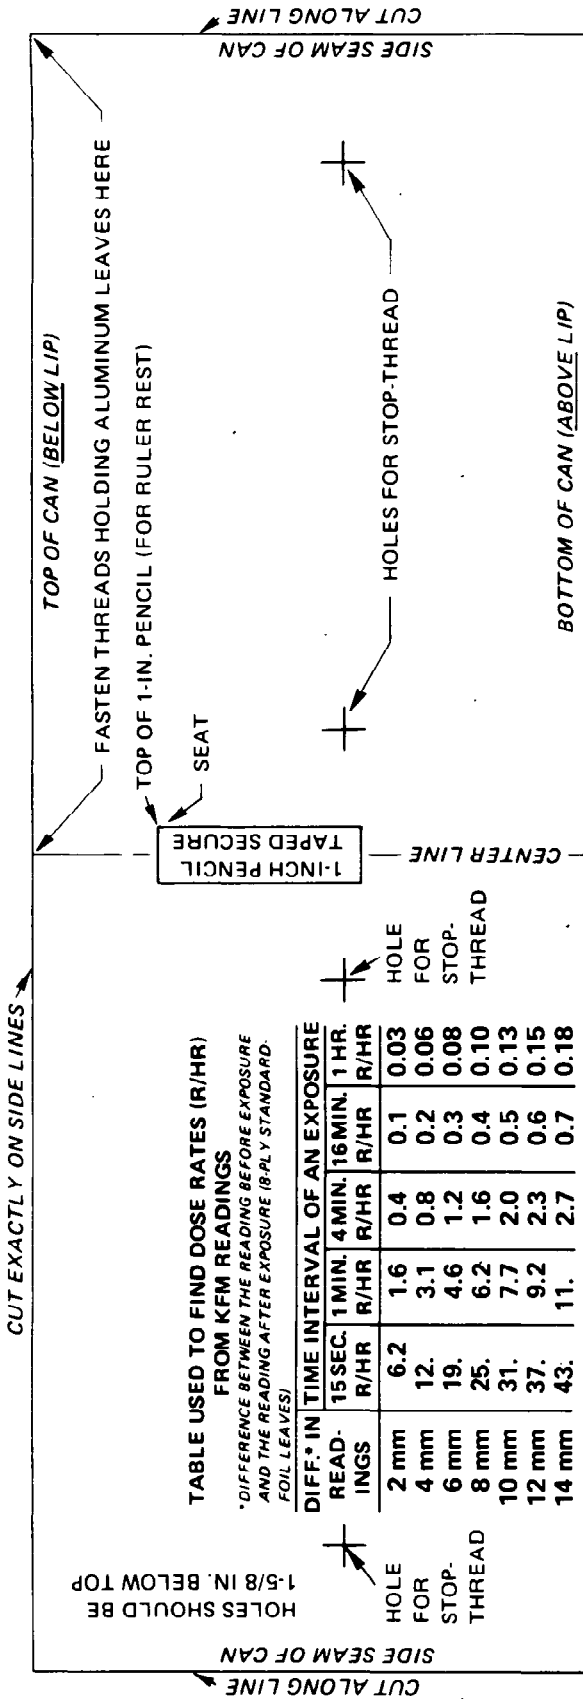 CUT EXACTLY ON SIDE LINES
CUT ALONG LINE
SIDE SEAM OF CAN
HOLES SHOULD BE
1-5/8 IN. BELOW TOP
HOLE
FOR
STOP-
THREAD
TABLE USED TO FIND DOSE RATES (R/HR)
FROM KFM READINGS
*DIFFERENCE BETWEEN THE READING BEFORE EXPOSURE
AND THE READING AFTER EXPOSURE (8-PLY STANDARD-
FOIL LEAVES)
DIFF.* IN TIME INTERVAL OF AN EXPOSURE
READ- 15 SEC. 1 MIN. 4 MIN. 16 MIN. 1 HR.
INGS R/HR R/HR R/HR R/HR R/HR
2 mm 6.2 1.6 0.4 0.1 0.03
4 mm 12. 3.1 0.8 0.2 0.06
6 mm 19. 4.6 1.2 0.3 0.08
8 mm 25. 6.2 1.6 0.4 0.10
10 mm 31. 7.7 2.0 0.5 0.13
12 mm 37. 9.2 2.3 0.6 0.15
14 mm 43. 11. 2.7 0.7 0.18
HOLE
FOR
STOP-
THREAD
1-INCH PENCIL
TAPED SECURE
CENTER LINE
TOP OF CAN (BELOW LIP)
FASTEN THREADS HOLDING ALUMINUM LEAVES HERE
TOP OF 1-IN. PENCIL (FOR RULER REST)
SEAT
HOLES FOR STOP-THREAD
BOTTOM OF CAN (ABOVE LIP)
SIDE SEAM OF CAN
CUT ALONG LINE